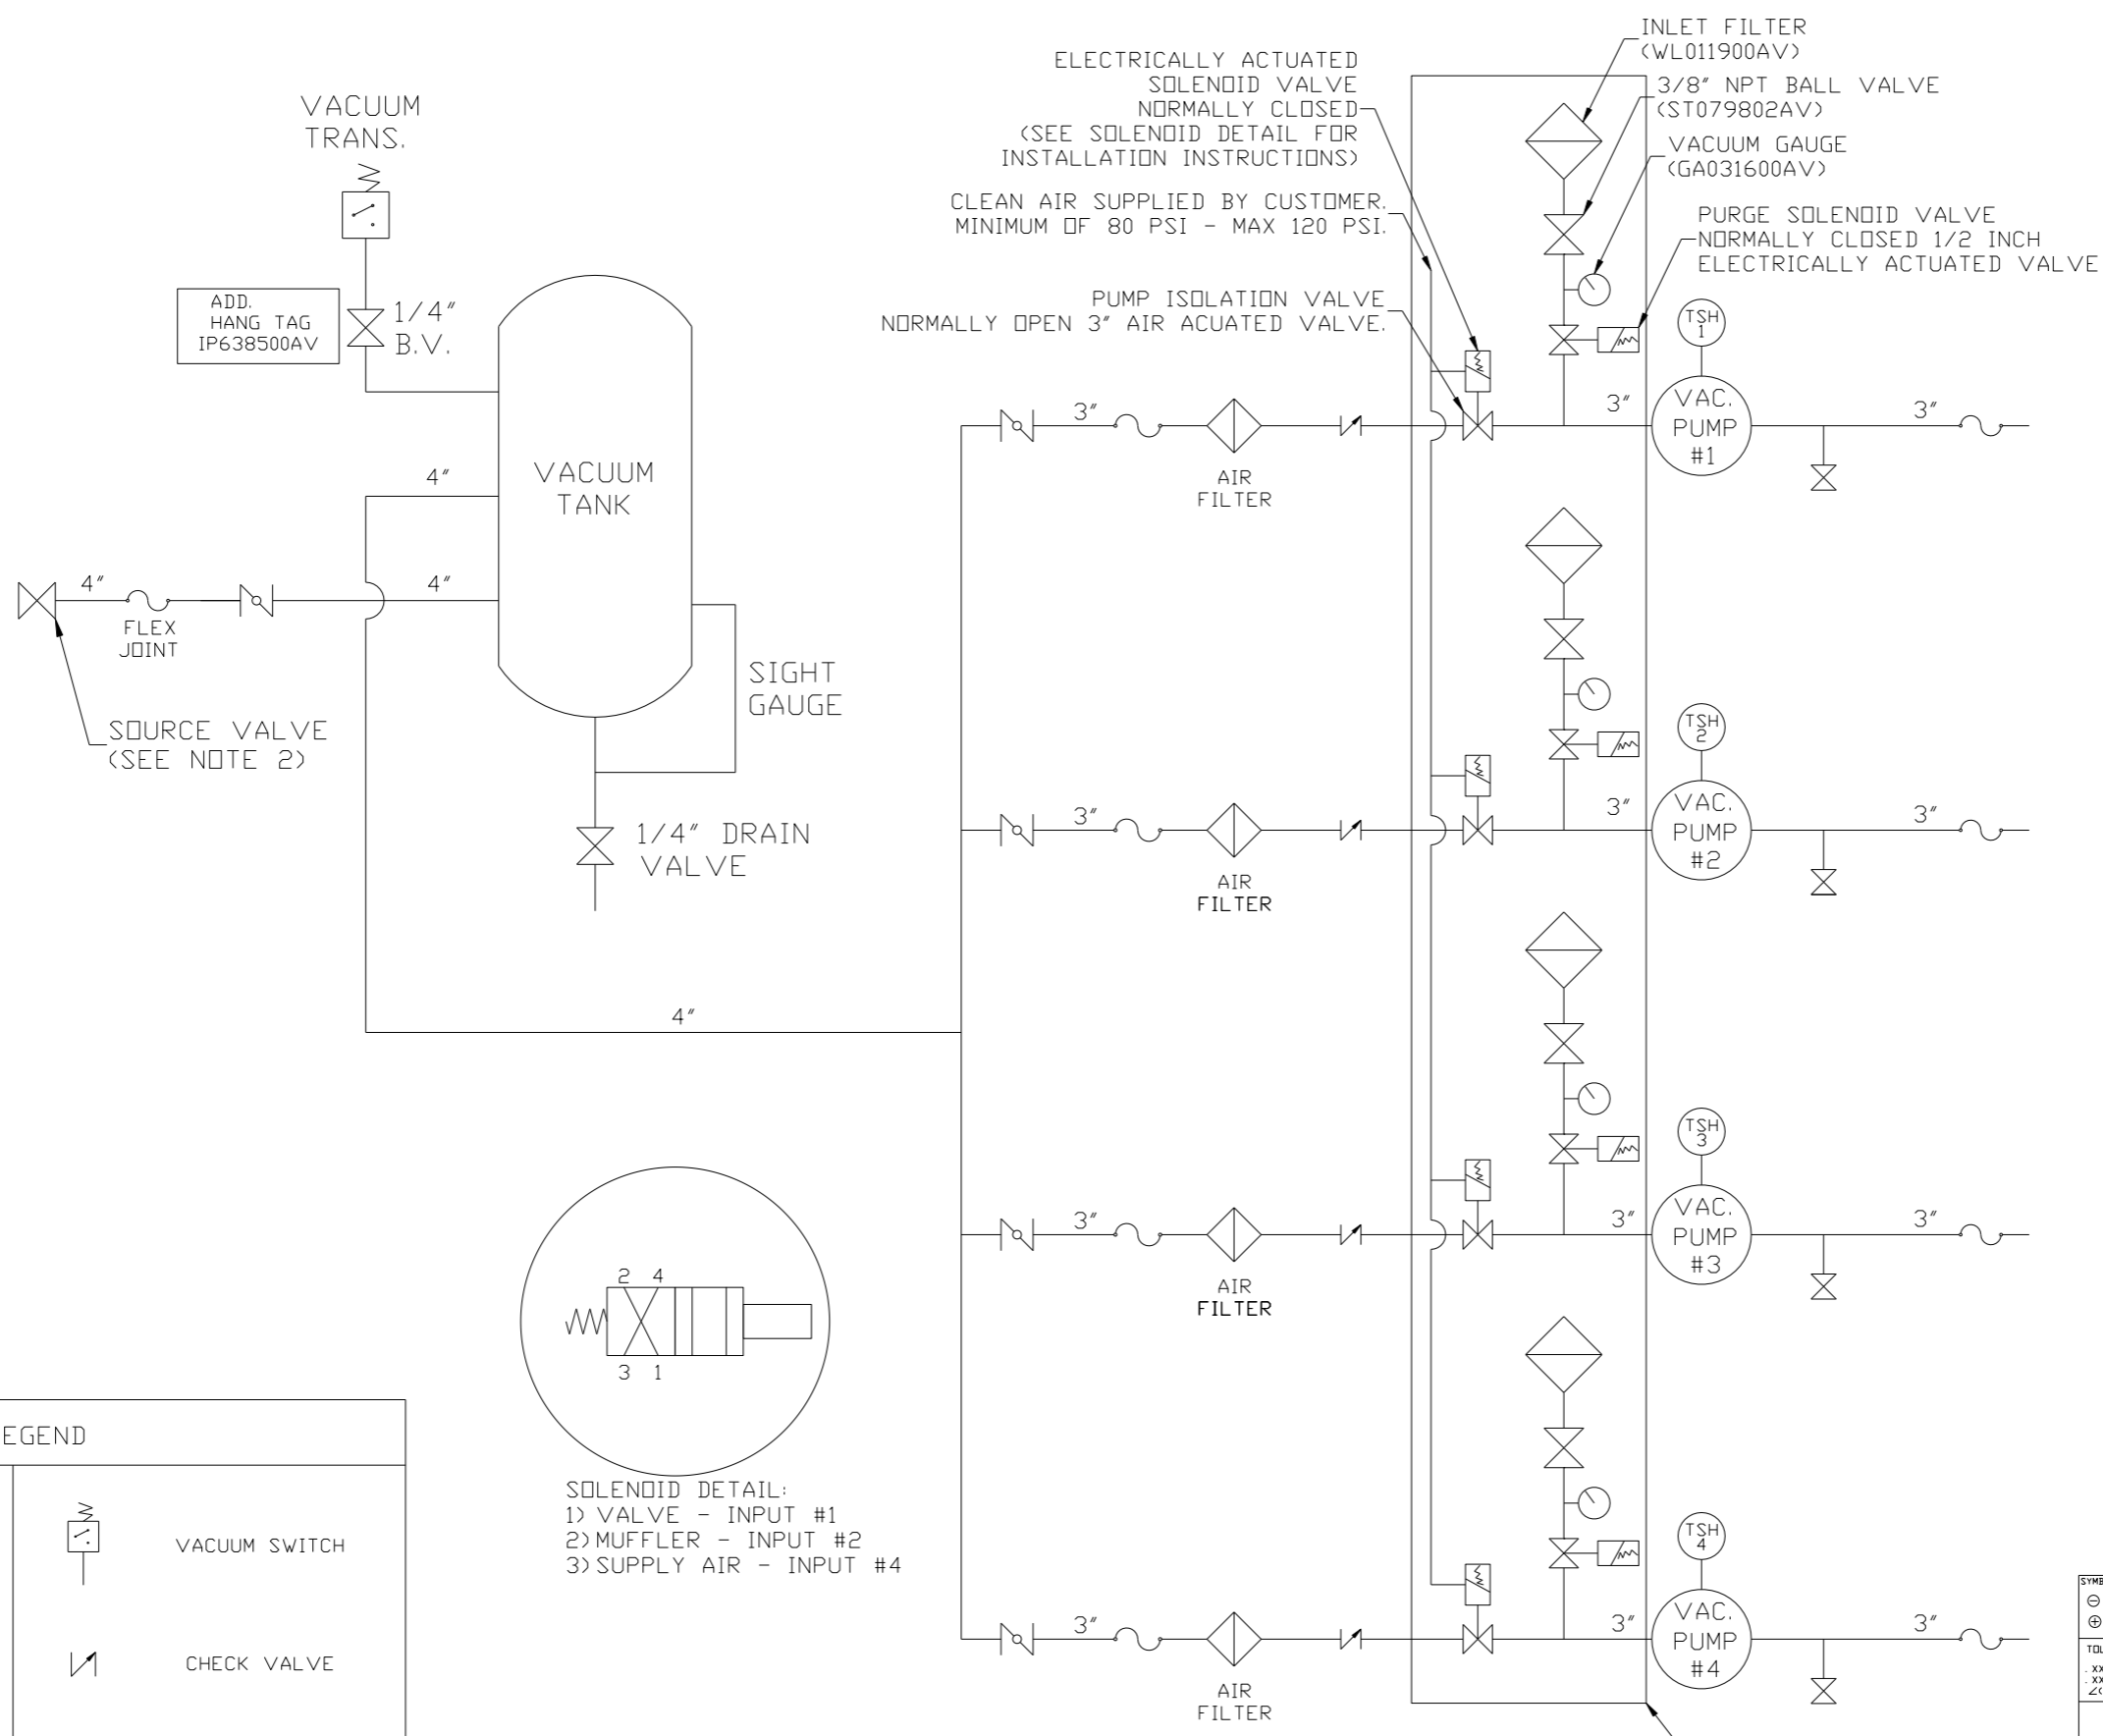 VACUUM
TRANS.
ADD.
HANG TAG
IP638500AV
1/4"
B.V.
VACUUM
TANK
4"
4"
4"
FLEX
JOINT
SOURCE VALVE
(SEE NOTE 2)
SIGHT
GAUGE
1/4" DRAIN
VALVE
4"
ELECTRICALLY ACTUATED
SOLENOID VALVE
NORMALLY CLOSED
(SEE SOLENOID DETAIL FOR
INSTALLATION INSTRUCTIONS)
CLEAN AIR SUPPLIED BY CUSTOMER.
MINIMUM OF 80 PSI - MAX 120 PSI.
PUMP ISOLATION VALVE
NORMALLY OPEN 3" AIR ACUATED VALVE.
INLET FILTER
(WL011900AV)
3/8" NPT BALL VALVE
(ST079802AV)
VACUUM GAUGE
(GA031600AV)
PURGE SOLENOID VALVE
NORMALLY CLOSED 1/2 INCH
ELECTRICALLY ACTUATED VALVE
TSH
1
3"
AIR
FILTER
3"
VAC.
PUMP
#1
3"
TSH
2
3"
AIR
FILTER
3"
VAC.
PUMP
#2
3"
TSH
3
3"
AIR
FILTER
3"
VAC.
PUMP
#3
3"
TSH
4
3"
AIR
FILTER
3"
VAC.
PUMP
#4
3"
2 4
3 1
SOLENOID DETAIL:
1) VALVE - INPUT #1
2) MUFFLER - INPUT #2
3) SUPPLY AIR - INPUT #4
EGEND
VACUUM SWITCH
CHECK VALVE
SYMB
TOL
.XX
.XX